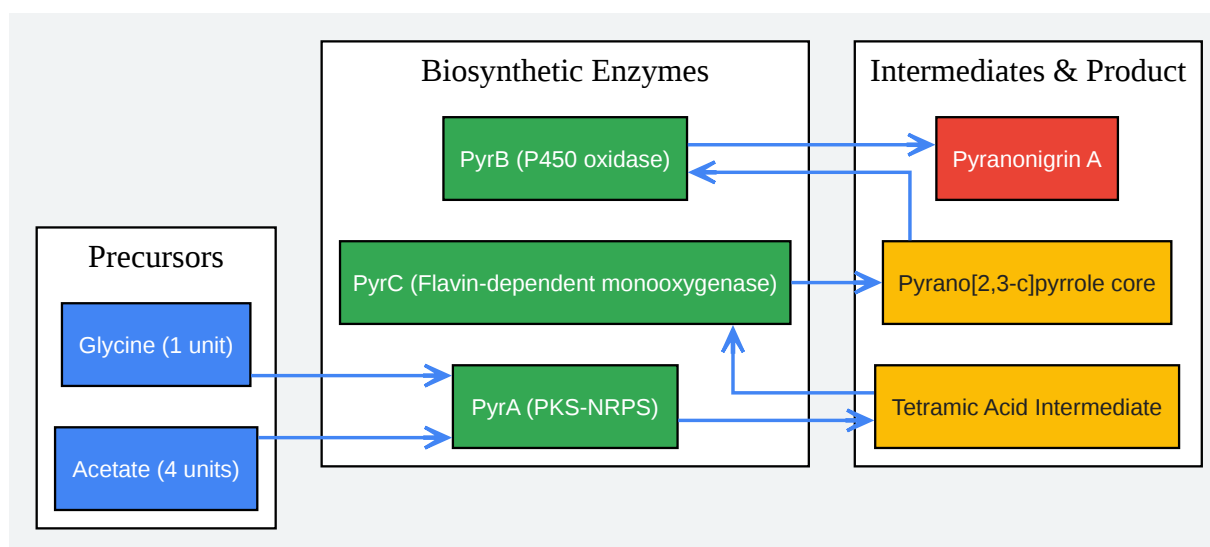 Precursors
Glycine (1 unit)
Acetate (4 units)
Biosynthetic Enzymes
PyrB (P450 oxidase)
PyrC (Flavin-dependent monooxygenase)
PyrA (PKS-NRPS)
Intermediates & Product
Pyranonigrin A
Pyrano[2,3-c]pyrrole core
Tetramic Acid Intermediate